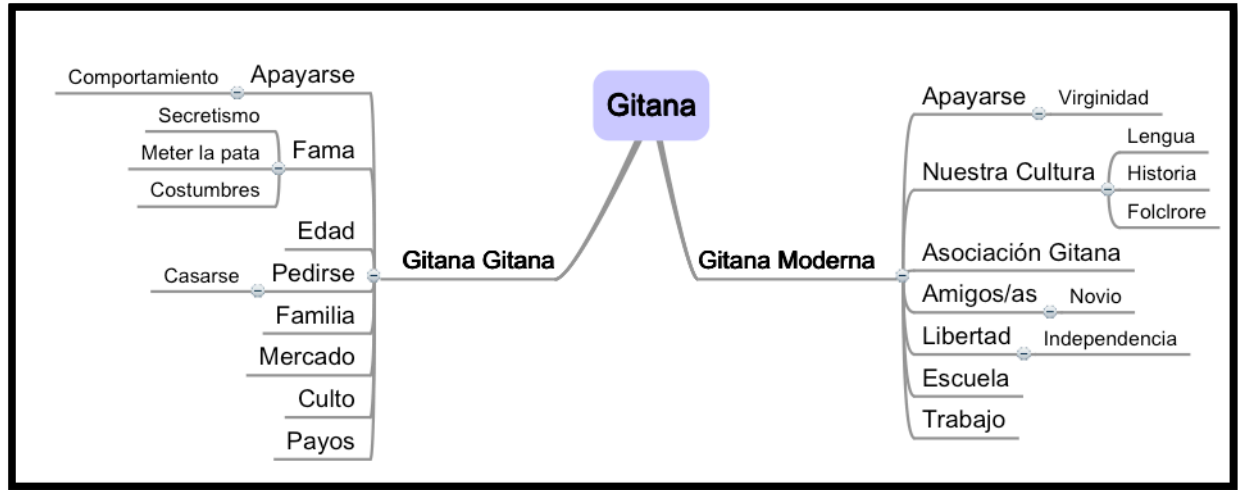 Gitana
Gitana Gitana
Apayarse
Comportamiento
Fama
Secretismo
Meter la pata
Costumbres
Edad
Pedirse
Casarse
Familia
Mercado
Culto
Payos
Gitana Moderna
Apayarse
Virginidad
Nuestra Cultura
Lengua
Historia
Folclrore
Asociación Gitana
Amigos/as
Novio
Libertad
Independencia
Escuela
Trabajo